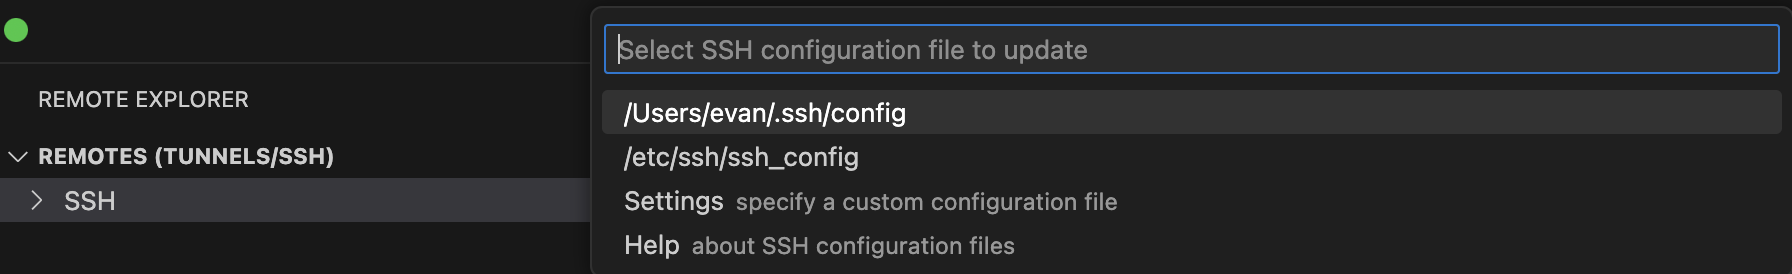 Select SSH configuration file to update
REMOTE EXPLORER
/Users/evan/.ssh/config
REMOTES (TUNNELS/SSH)
/etc/ssh/ssh_config
SSH
Settings specify a custom configuration file
Help about SSH configuration files